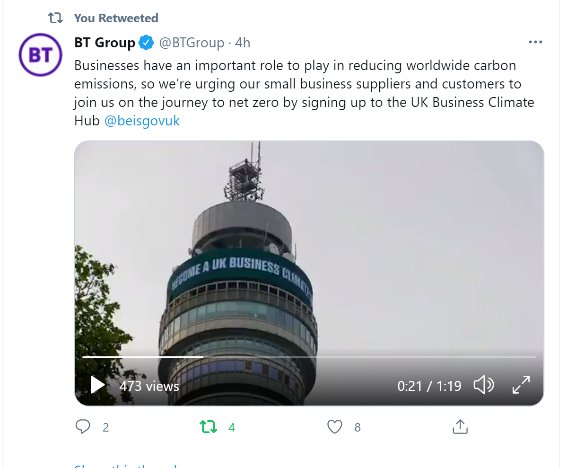 You Retweeted
BT
BT Group @BTGroup · 4h
Businesses have an important role to play in reducing worldwide carbon
emissions, so we're urging our small business suppliers and customers to
join us on the journey to net zero by signing up to the UK Business Climate
Hub @beisgovuk
BECOME A UK BUSINESS CLIMAT
473 views
0:21 / 1:19
2
4
8